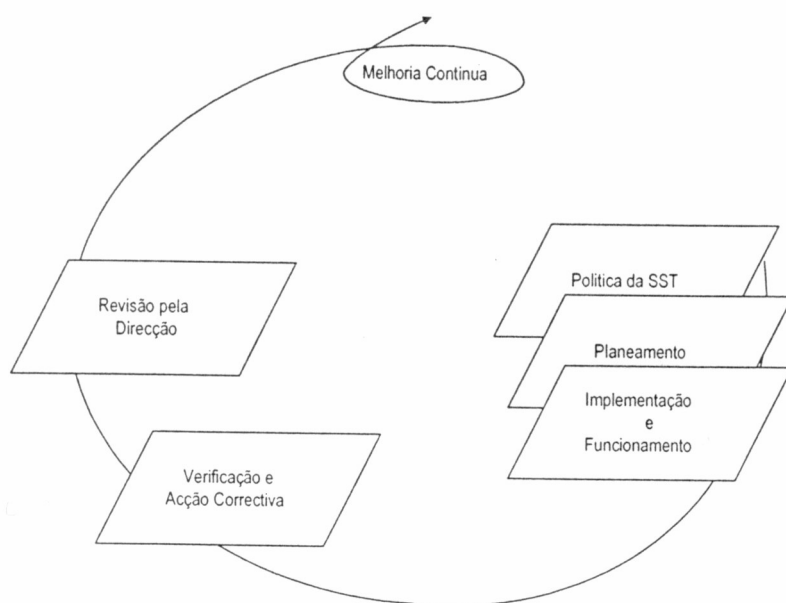 Melhoria Continua
Politica da SST
Planeamento
Implementação
e
Funcionamento
Revisão pela
Direcção
Verificação e
Acção Correctiva